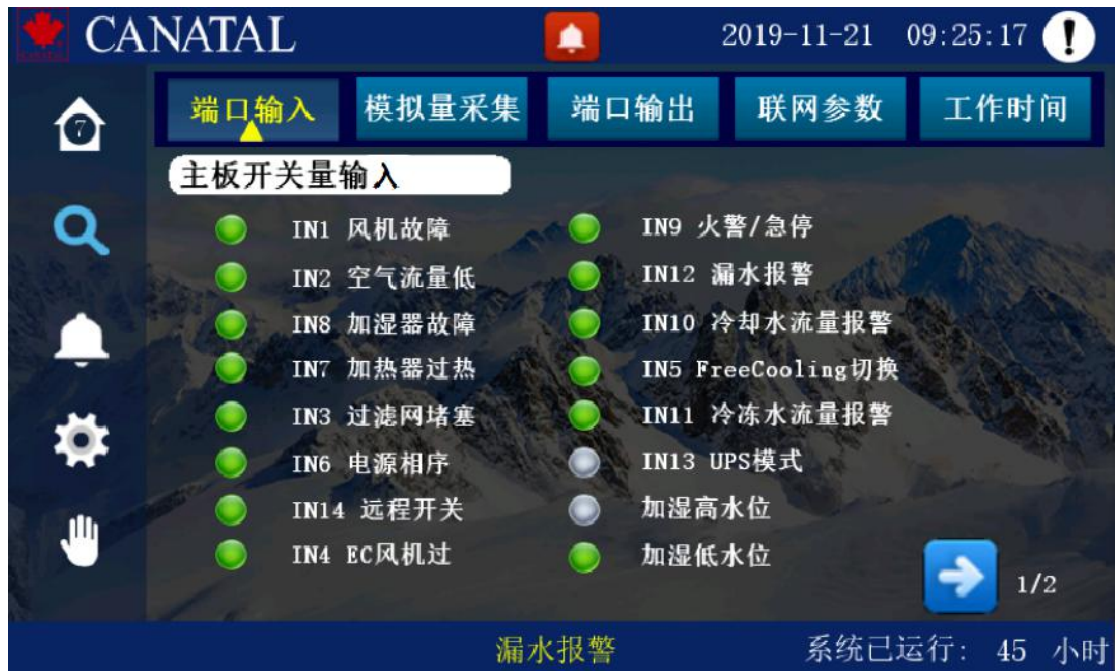 CANATAL 2019-11-21 09:25:17
端口输入 模拟量采集 端口输出 联网参数 工作时间
7
主板开关量输入
IN1 风机故障 IN9 火警/急停
IN2 空气流量低 IN12 漏水报警
IN8 加湿器故障 IN10 冷却水流量报警
IN7 加热器过热 IN5 FreeCooling切换
IN3 过滤网堵塞 IN11 冷冻水流量报警
IN6 电源相序 IN13 UPS模式
IN14 远程开关 加湿高水位
IN4 EC风机过 加湿低水位
1/2
漏水报警 系统已运行: 45 小时